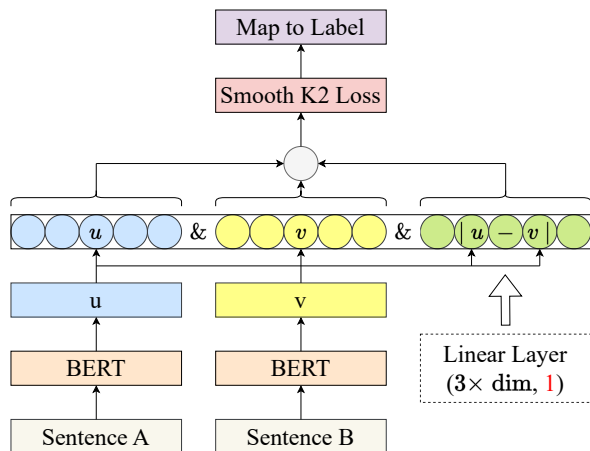 Map to Label
Smooth K2 Loss
u & v & | u − v |
u v
BERT BERT
Linear Layer
(3× dim, 1)
Sentence A Sentence B